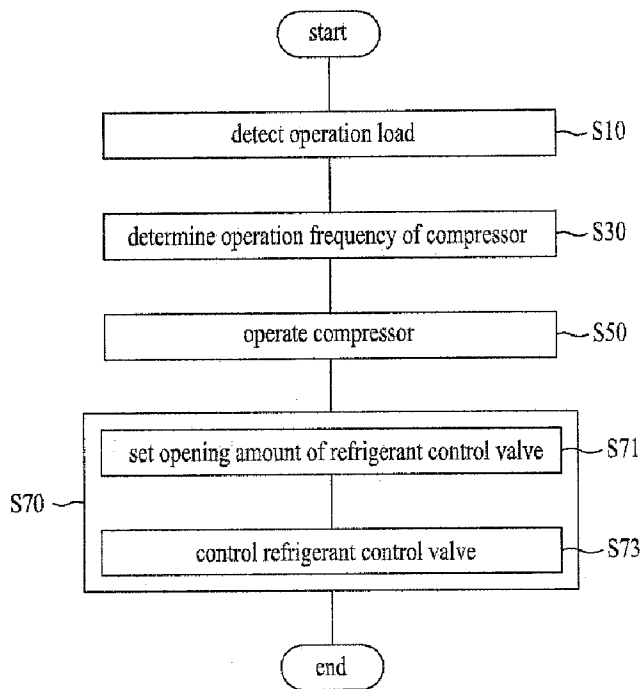 start
detect operation load
S10
determine operation frequency of compressor
S30
operate compressor
S50
set opening amount of refrigerant control valve
S71
S70
control refrigerant control valve
S73
end